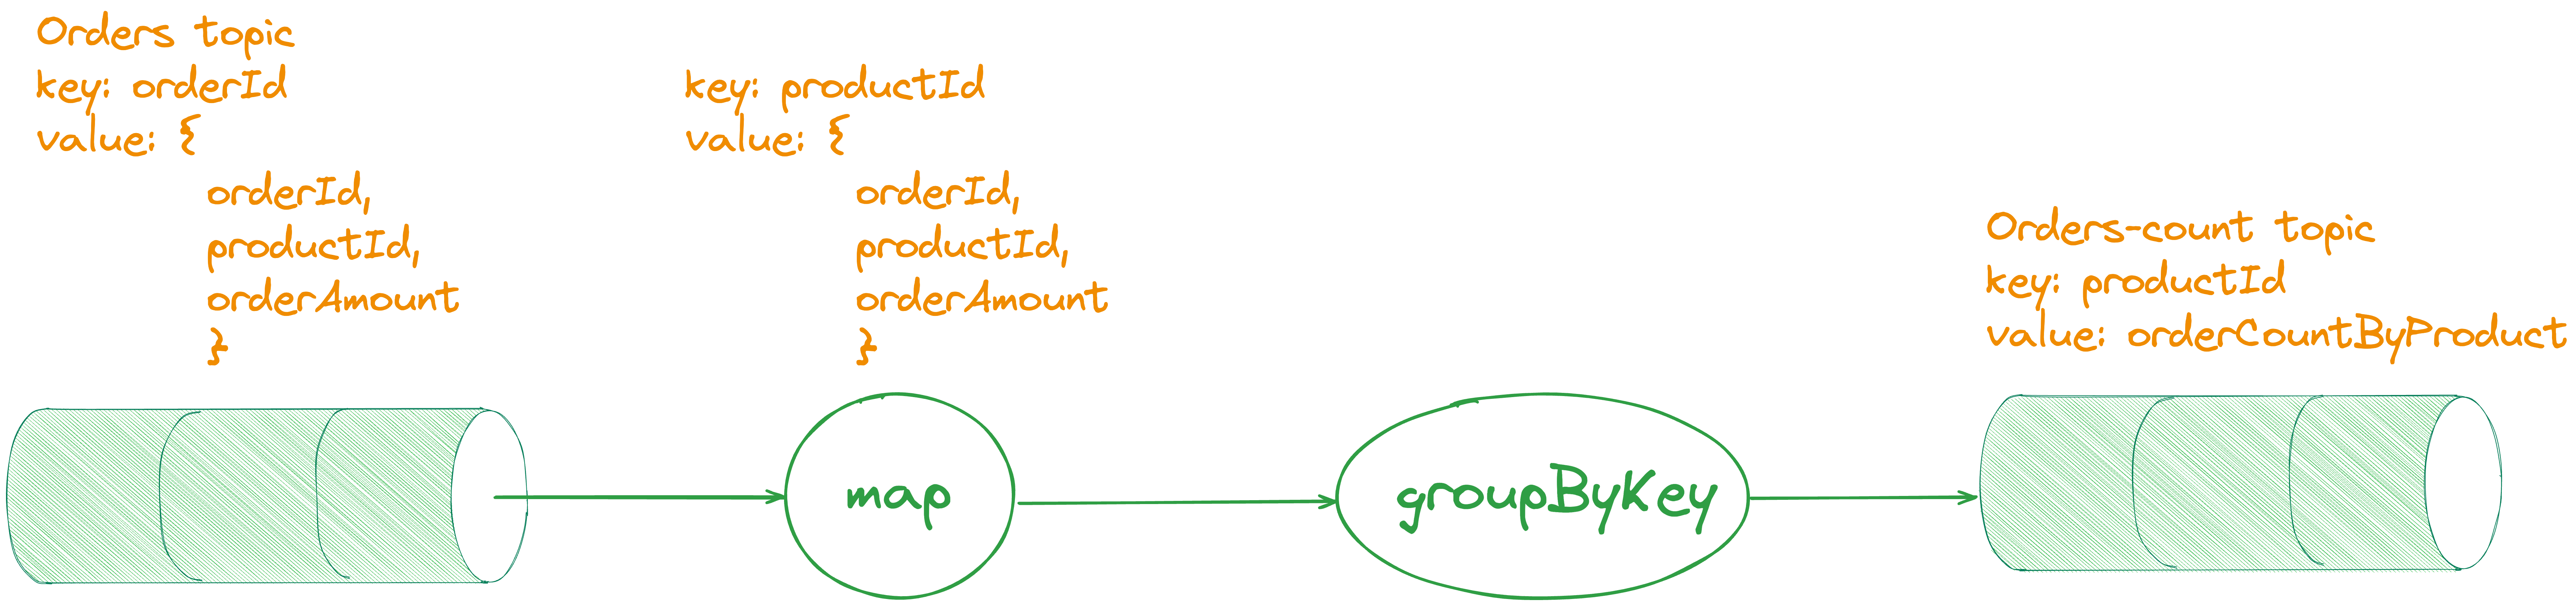 Orders topic
key: orderId
value: {
orderId,
productId,
orderAmount
}
key: productId
value: {
orderId,
productId,
orderAmount
}
Orders-count topic
key: productId
value: orderCountByProduct
map
groupByKey